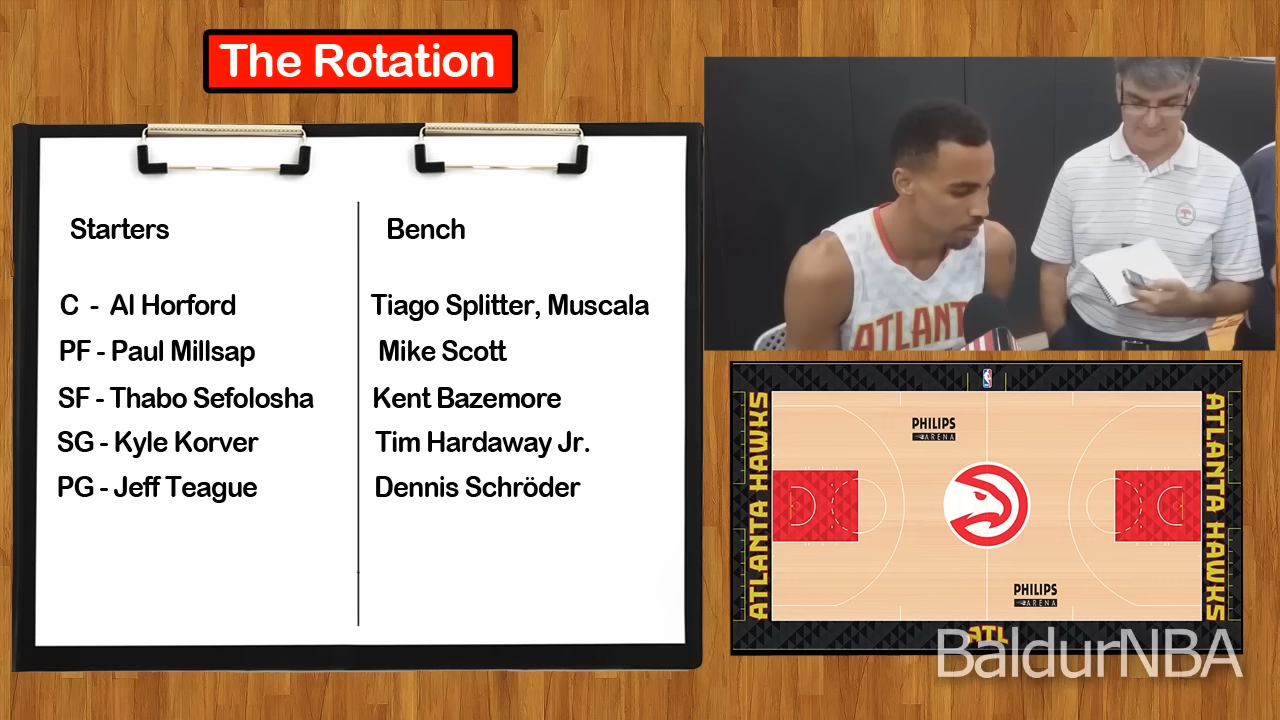 The Rotation
Starters
Bench
C - Al Horford
Tiago Splitter, Muscala
PF - Paul Millsap
Mike Scott
SF - Thabo Sefolosha
Kent Bazemore
SG - Kyle Korver
Tim Hardaway Jr.
PG - Jeff Teague
Dennis Schröder
ATLANT
ATLANTA HAWKS
PHILIPS
ARENA
ATLANTA HAWKS
PHILIPS
ARENA
ATL
BaldurNBA